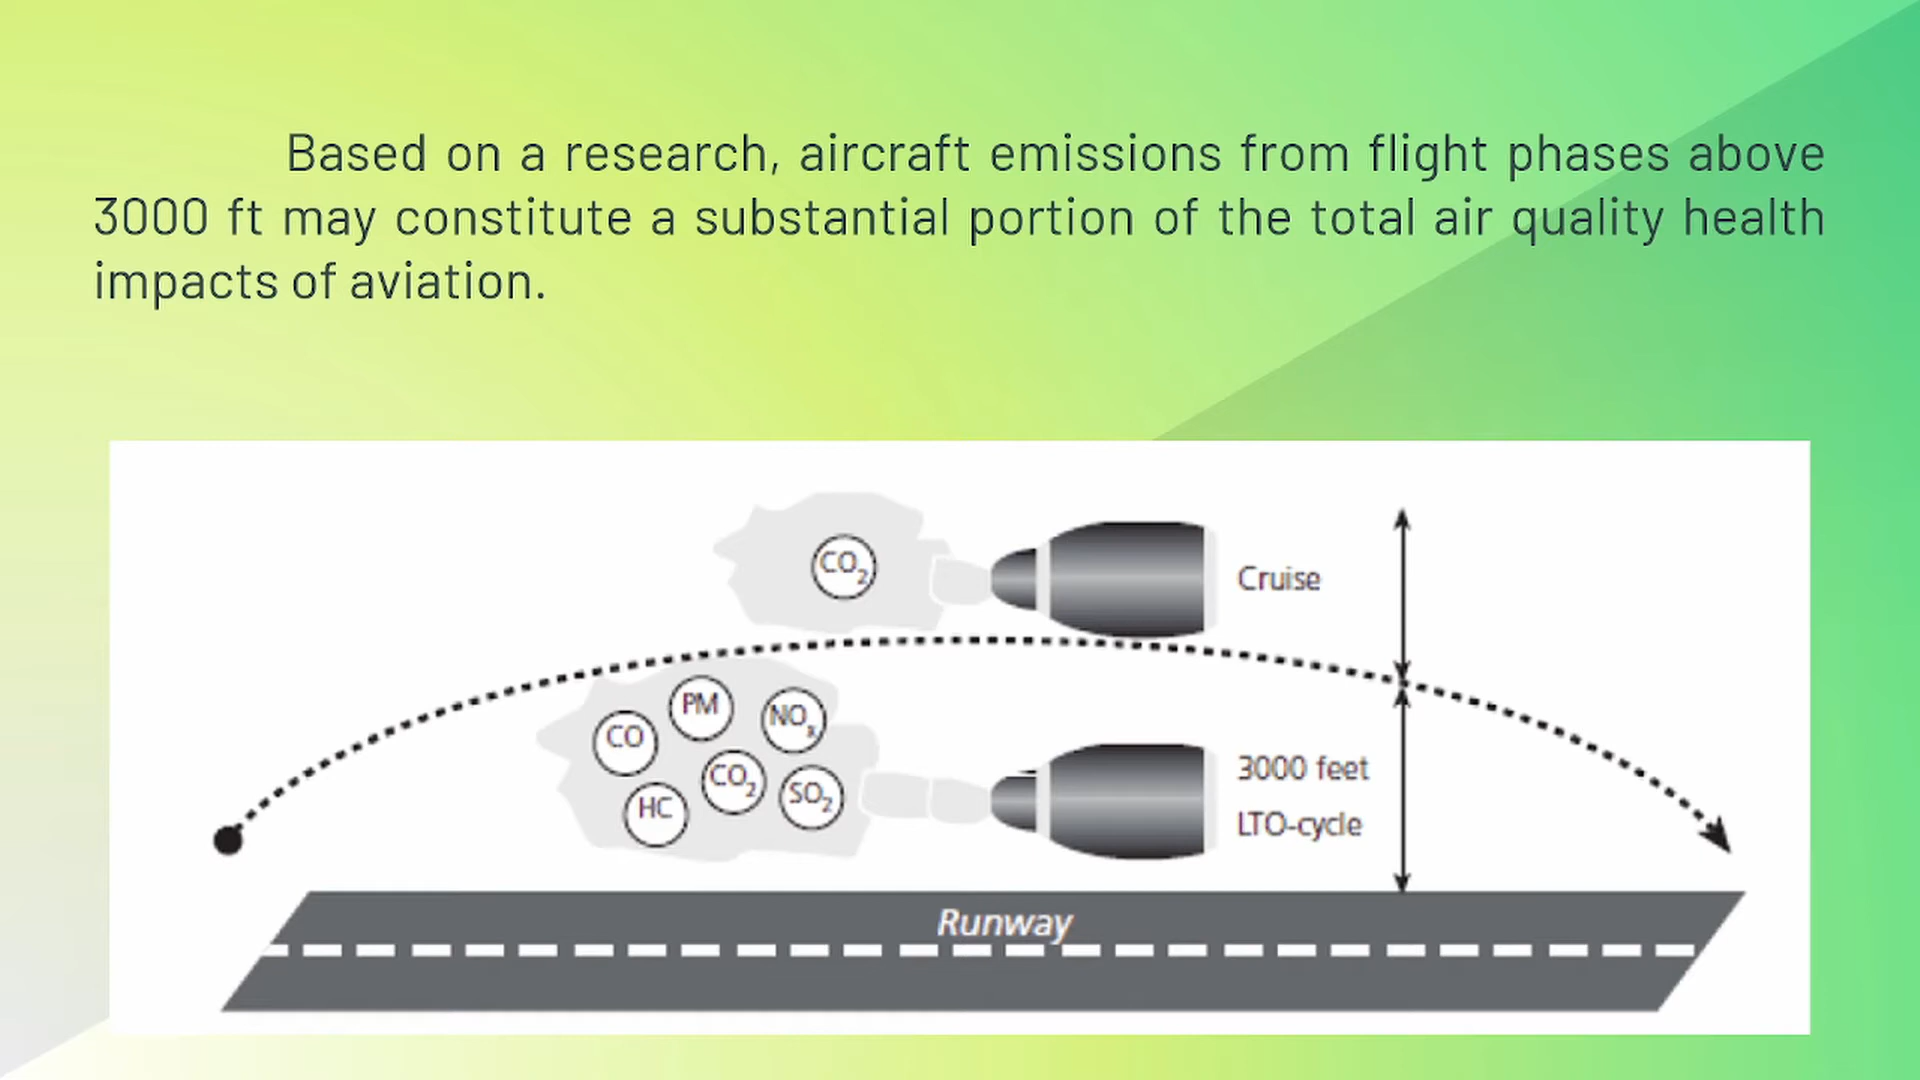 Based on a research, aircraft emissions from flight phases above
3000 ft may constitute a substantial portion of the total air quality health
impacts of aviation.
CO₂
Cruise
PM
NOₓ
CO
CO₂
SO₂
HC
3000 feet
LTO-cycle
Runway